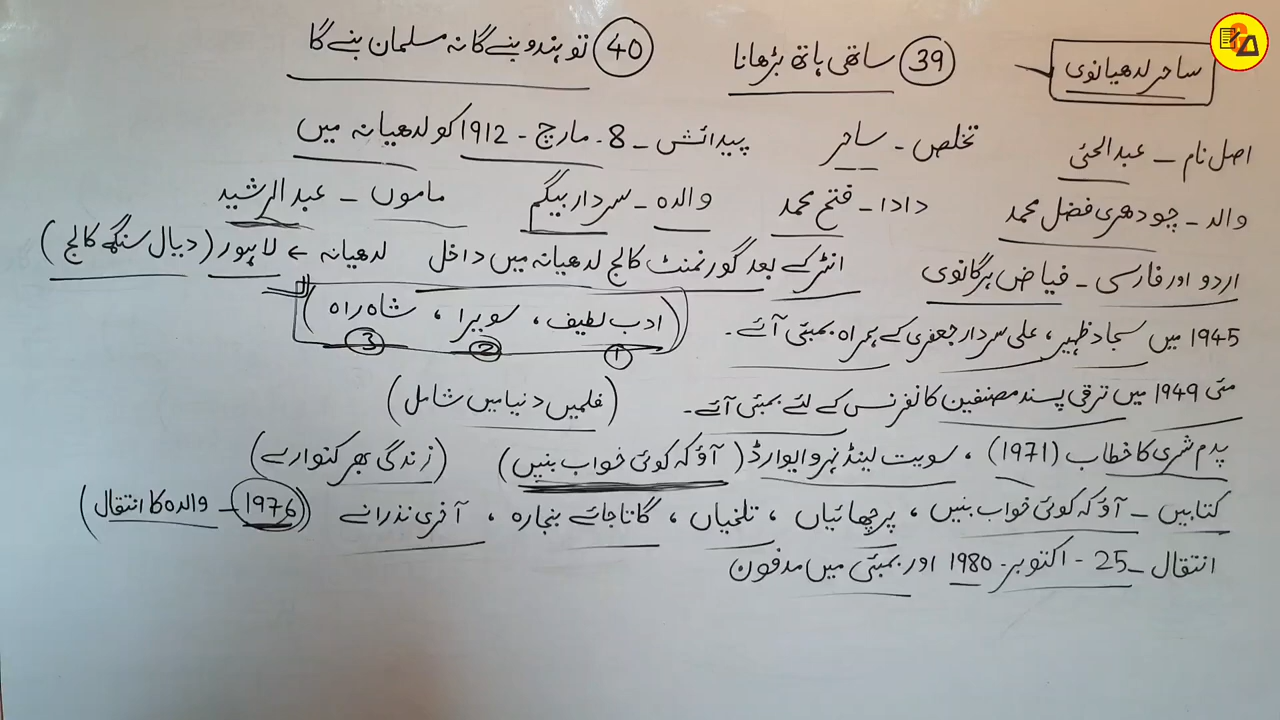 ساحر لدھیانوی
39 ساتھی ہاتھ بڑھانا 40 تو ہندو بنے گا نہ مسلمان بنے گا
اصل نام ـ عبدالحئی تخلص ـ ساحر پیدائش ـ 8 ـ مارچ ـ 1912 کو لدھیانہ میں
والد ـ چودھری فضل محمد دادا ـ فتح محمد والدہ ـ سردار بیگم ماموں ـ عبدالرشید
اردو اور فارسی ـ فیاض ہرگانوی انٹر کے بعد گورنمنٹ کالج لدھیانہ میں داخل لدھیانہ ← لاہور (دیال سنگھ کالج)
1945 میں سجاد ظہیر، علی سردار جعفری کے ہمراہ بمبئی آئے۔ (ادب لطیف، سویرا، شاہ راہ)
1 2 3
مئی 1949 میں ترقی پسند مصنفین کانفرنس کے لئے بمبئی آئے۔ (فلمیں دنیا میں شامل)
پدم شری کا خطاب (1971)، سویت لینڈ نہرو ایوارڈ (آؤ کہ کوئی خواب بنیں) (زندگی بھر کنوارے)
کتابیں ـ آؤ کہ کوئی خواب بنیں، پرچھائیاں، تلخیاں، گاتا جائے بنجارہ، آخری نذرانے (1976 ـ والدہ کا انتقال)
انتقال ـ 25 ـ اکتوبر ـ 1980 اور بمبئی میں مدفون